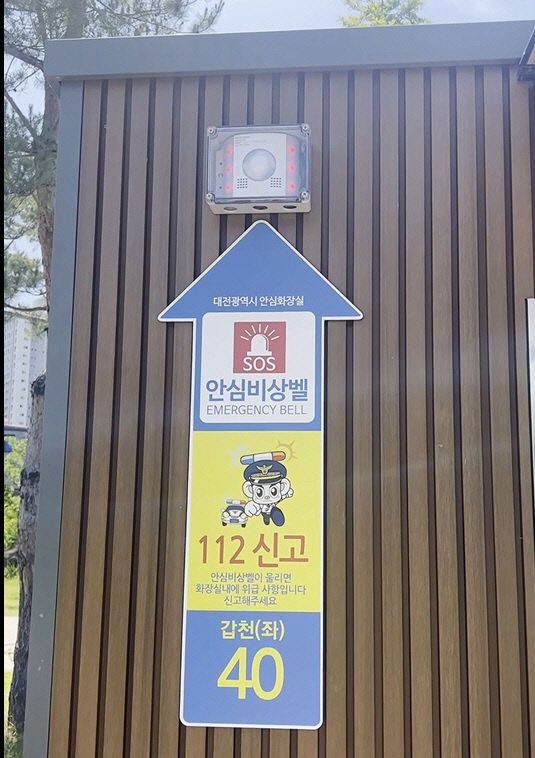 대전광역시 안심화장실
SOS
안심비상벨
EMERGENCY BELL
112 신고
안심비상벨이 울리면
화장실내에 위급 사항입니다
신고해주세요
갑천(좌)
40